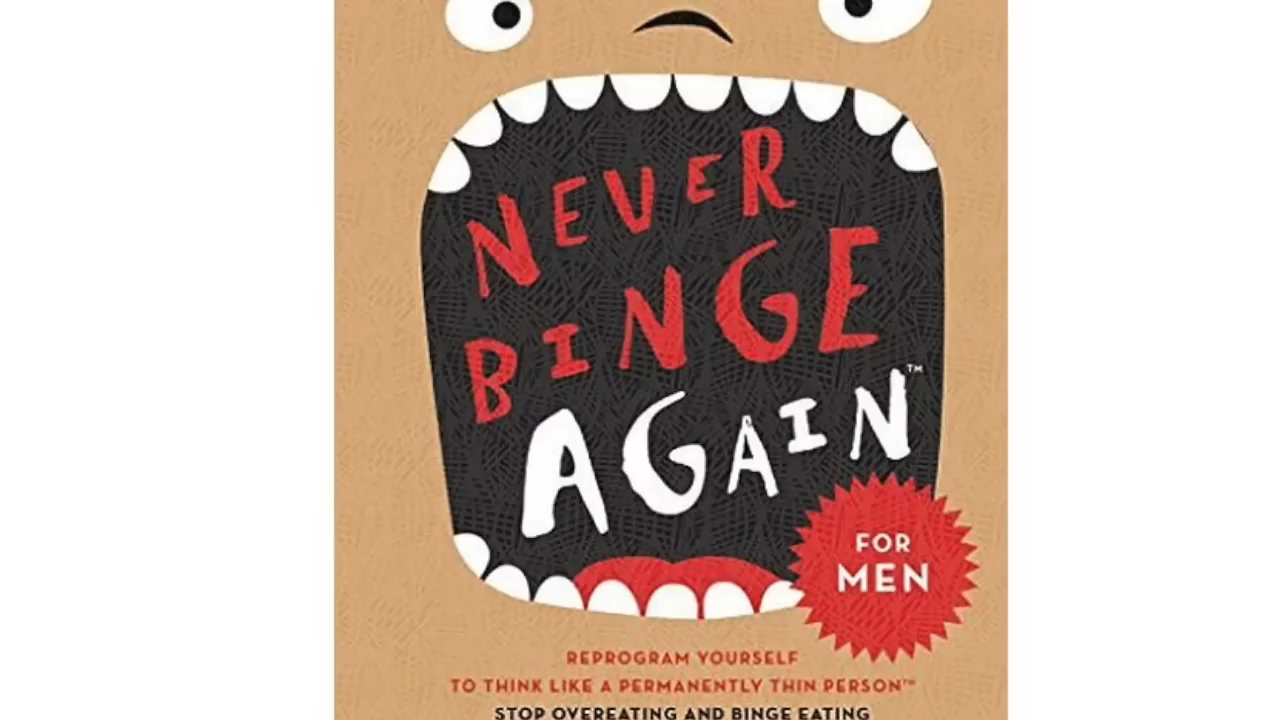 NEVER
BINGE
AGAIN™
FOR
MEN
REPROGRAM YOURSELF
TO THINK LIKE A PERMANENTLY THIN PERSON™
STOP OVEREATING AND BINGE EATING